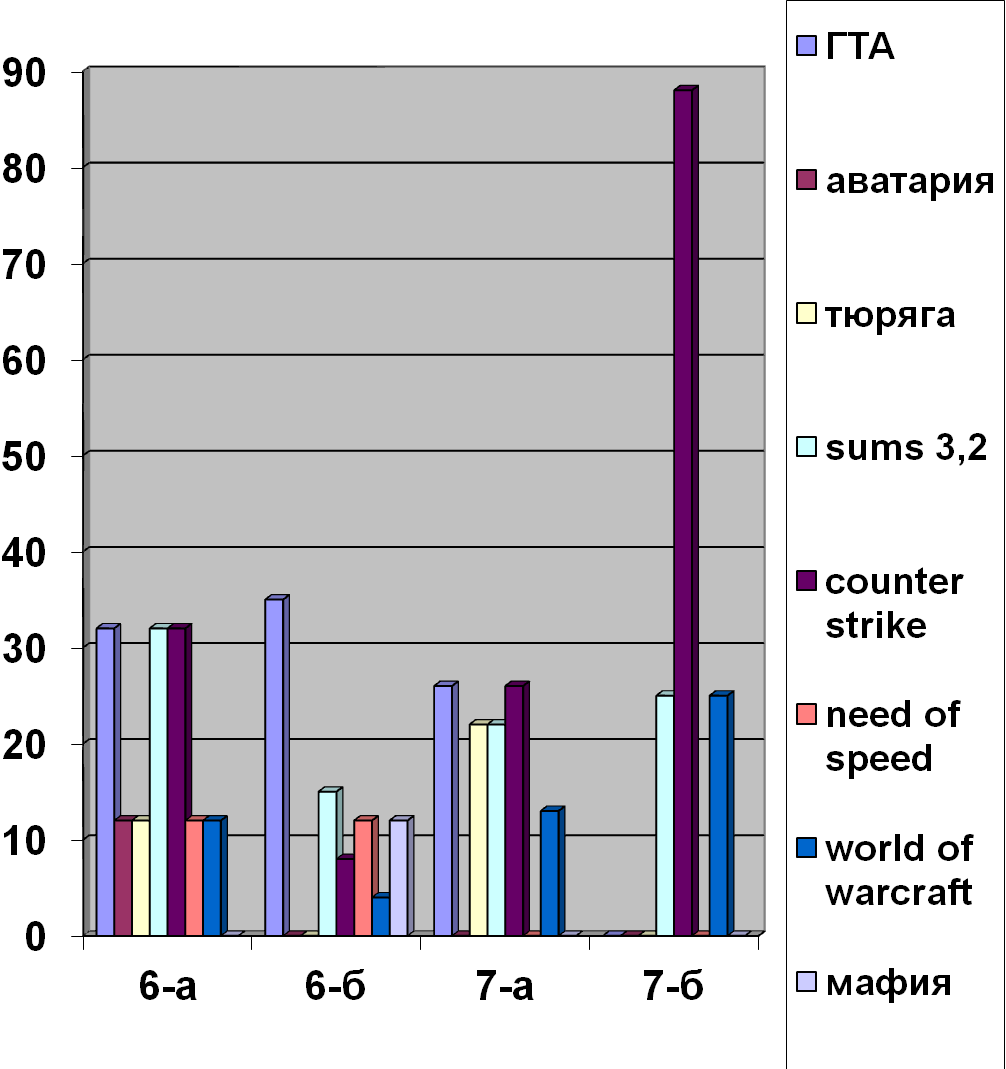 90
80
70
60
50
40
30
20
10
0
6-а
6-б
7-а
7-б
ГТА
аватария
тюряга
sums 3,2
counter
strike
need of
speed
world of
warcraft
мафия